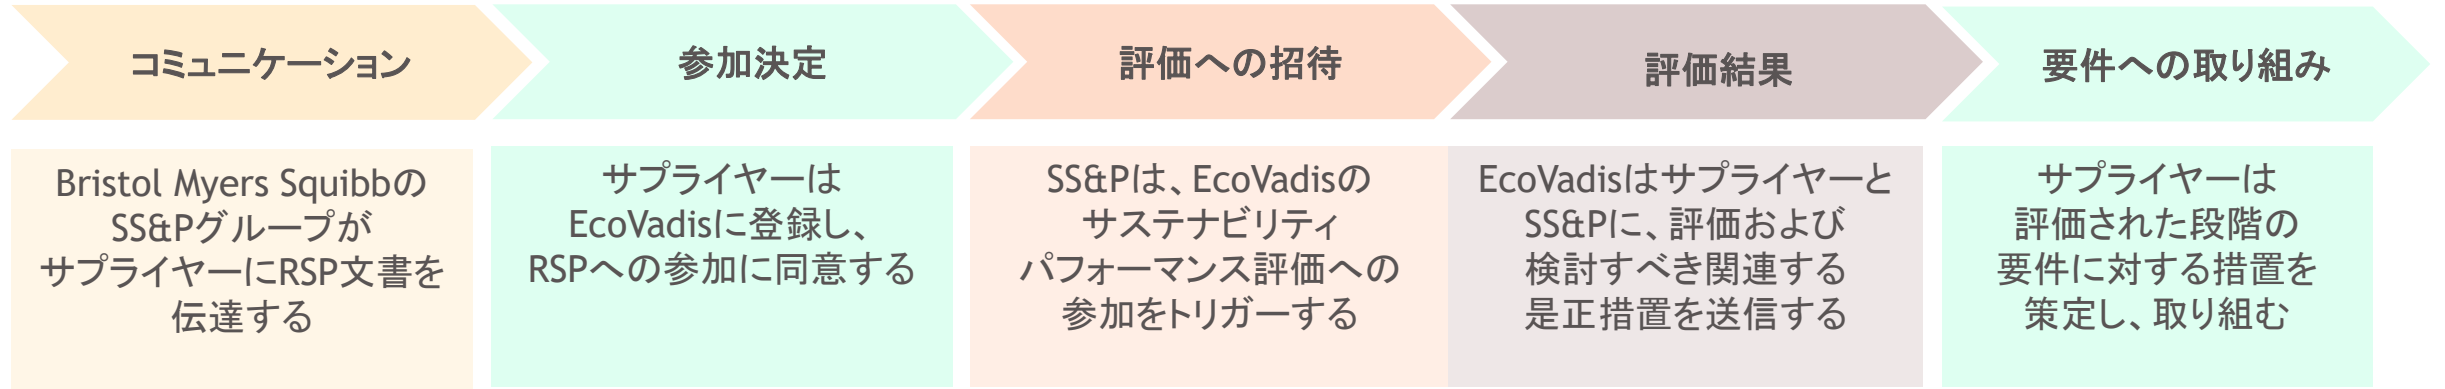 コミュニケーション
参加決定
評価への招待
評価結果
要件への取り組み
Bristol Myers Squibbの
SS&Pグループが
サプライヤーにRSP文書を
伝達する
サプライヤーは
EcoVadisに登録し、
RSPへの参加に同意する
SS&Pは、EcoVadisの
サステナビリティ
パフォーマンス評価への
参加をトリガーする
EcoVadisはサプライヤーと
SS&Pに、評価および
検討すべき関連する
是正措置を送信する
サプライヤーは
評価された段階の
要件に対する措置を
策定し、取り組む